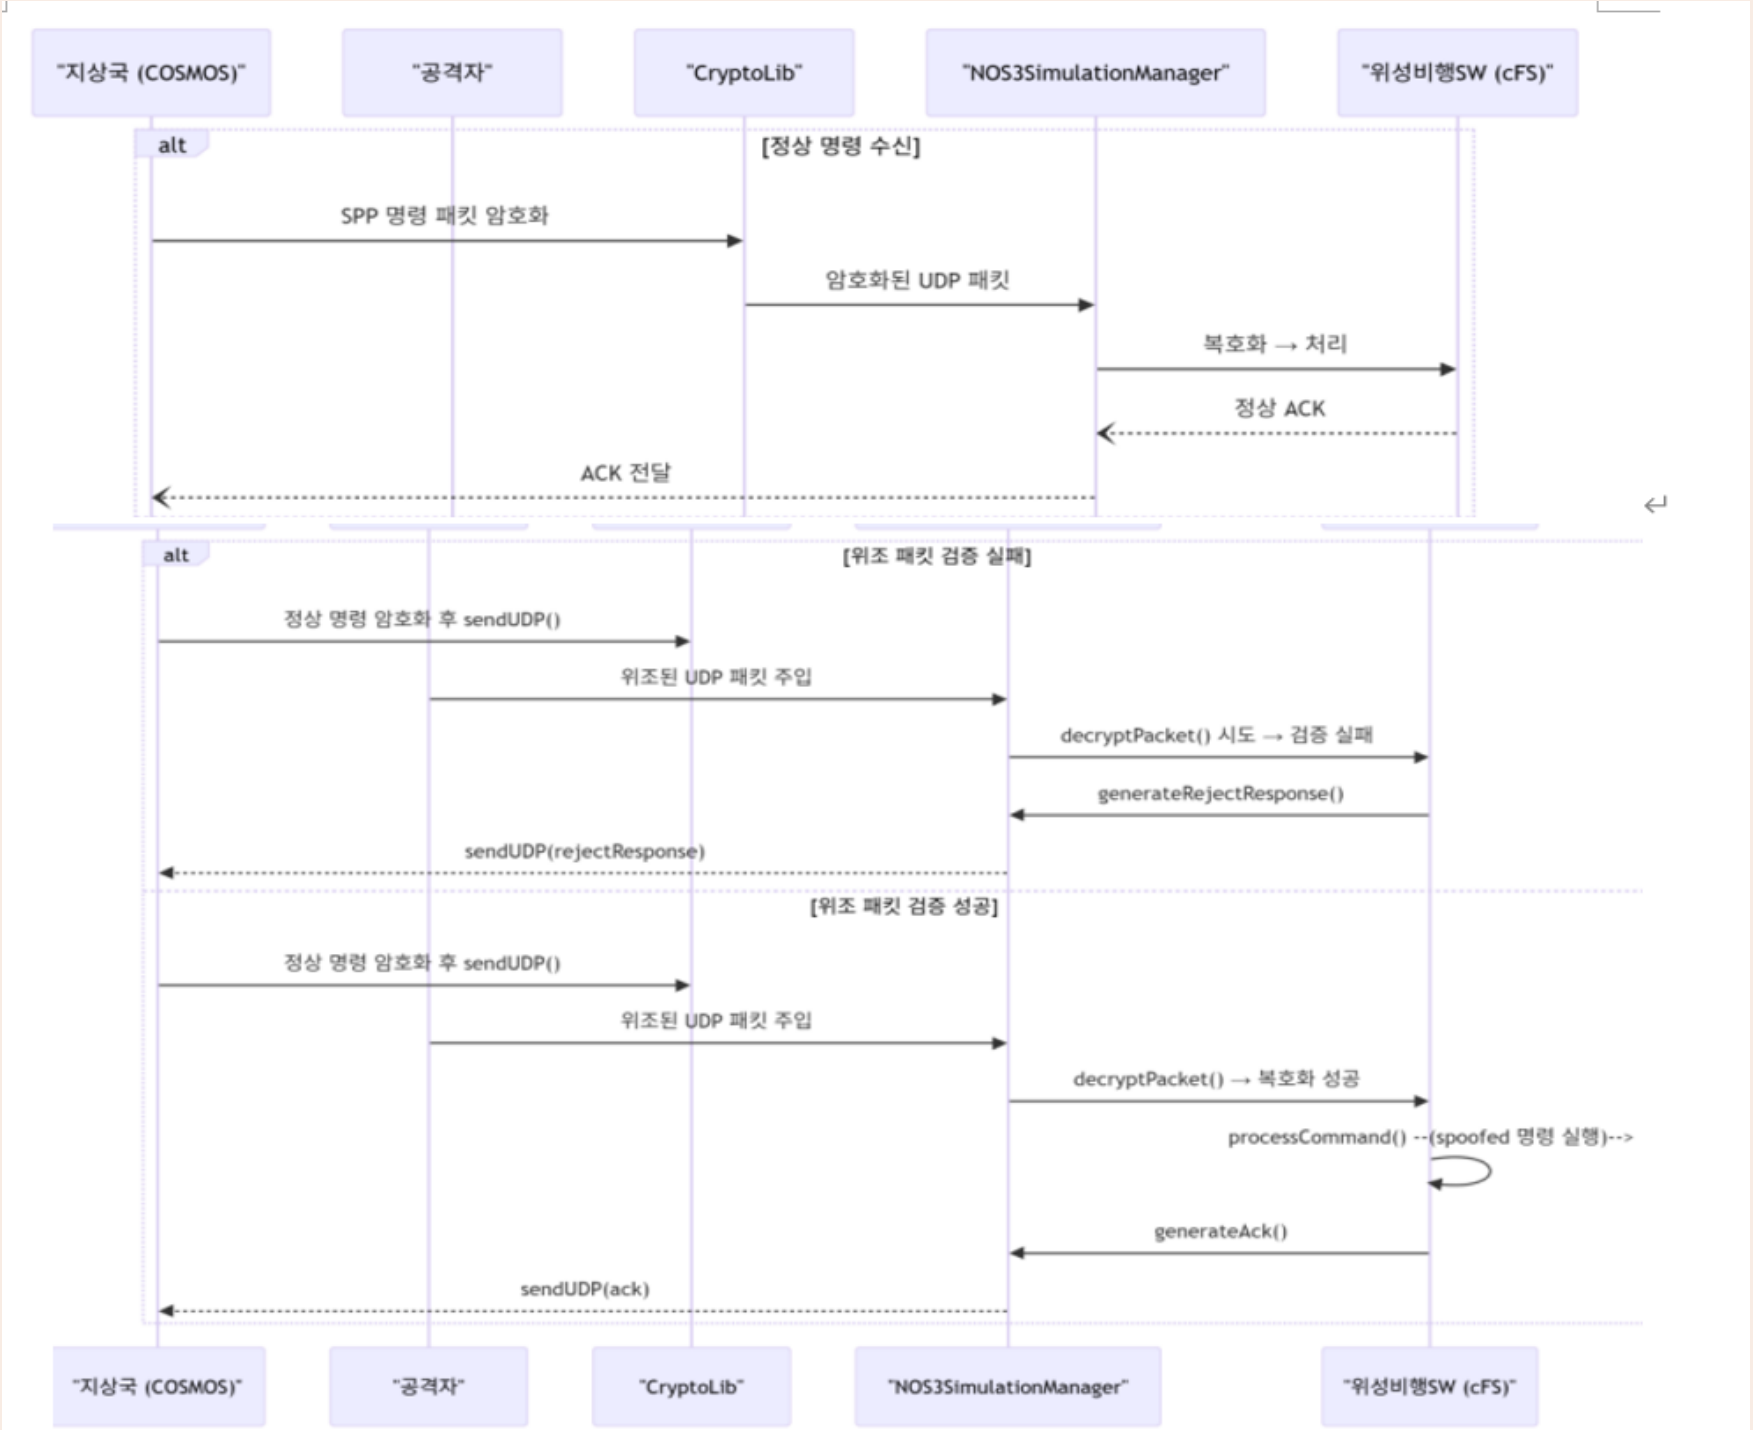 "지상국 (COSMOS)"
"공격자"
"CryptoLib"
"NOS3SimulationManager"
"위성비행SW (cFS)"
alt
[정상 명령 수신]
SPP 명령 패킷 암호화
암호화된 UDP 패킷
복호화 → 처리
정상 ACK
ACK 전달
alt
[위조 패킷 검증 실패]
정상 명령 암호화 후 sendUDP()
위조된 UDP 패킷 주입
decryptPacket() 시도 → 검증 실패
generateRejectResponse()
sendUDP(rejectResponse)
[위조 패킷 검증 성공]
정상 명령 암호화 후 sendUDP()
위조된 UDP 패킷 주입
decryptPacket() → 복호화 성공
processCommand() --(spoofed 명령 실행)-->
generateAck()
sendUDP(ack)
"지상국 (COSMOS)"
"공격자"
"CryptoLib"
"NOS3SimulationManager"
"위성비행SW (cFS)"